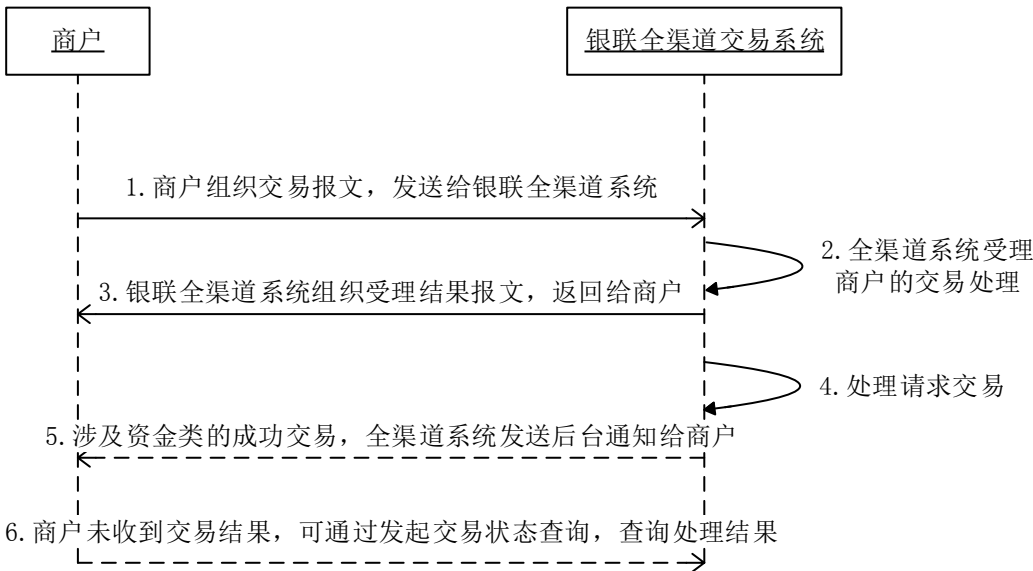 商户
银联全渠道交易系统
1.商户组织交易报文，发送给银联全渠道系统
2.全渠道系统受理
商户的交易处理
3.银联全渠道系统组织受理结果报文，返回给商户
4.处理请求交易
5.涉及资金类的成功交易，全渠道系统发送后台通知给商户
6.商户未收到交易结果，可通过发起交易状态查询，查询处理结果